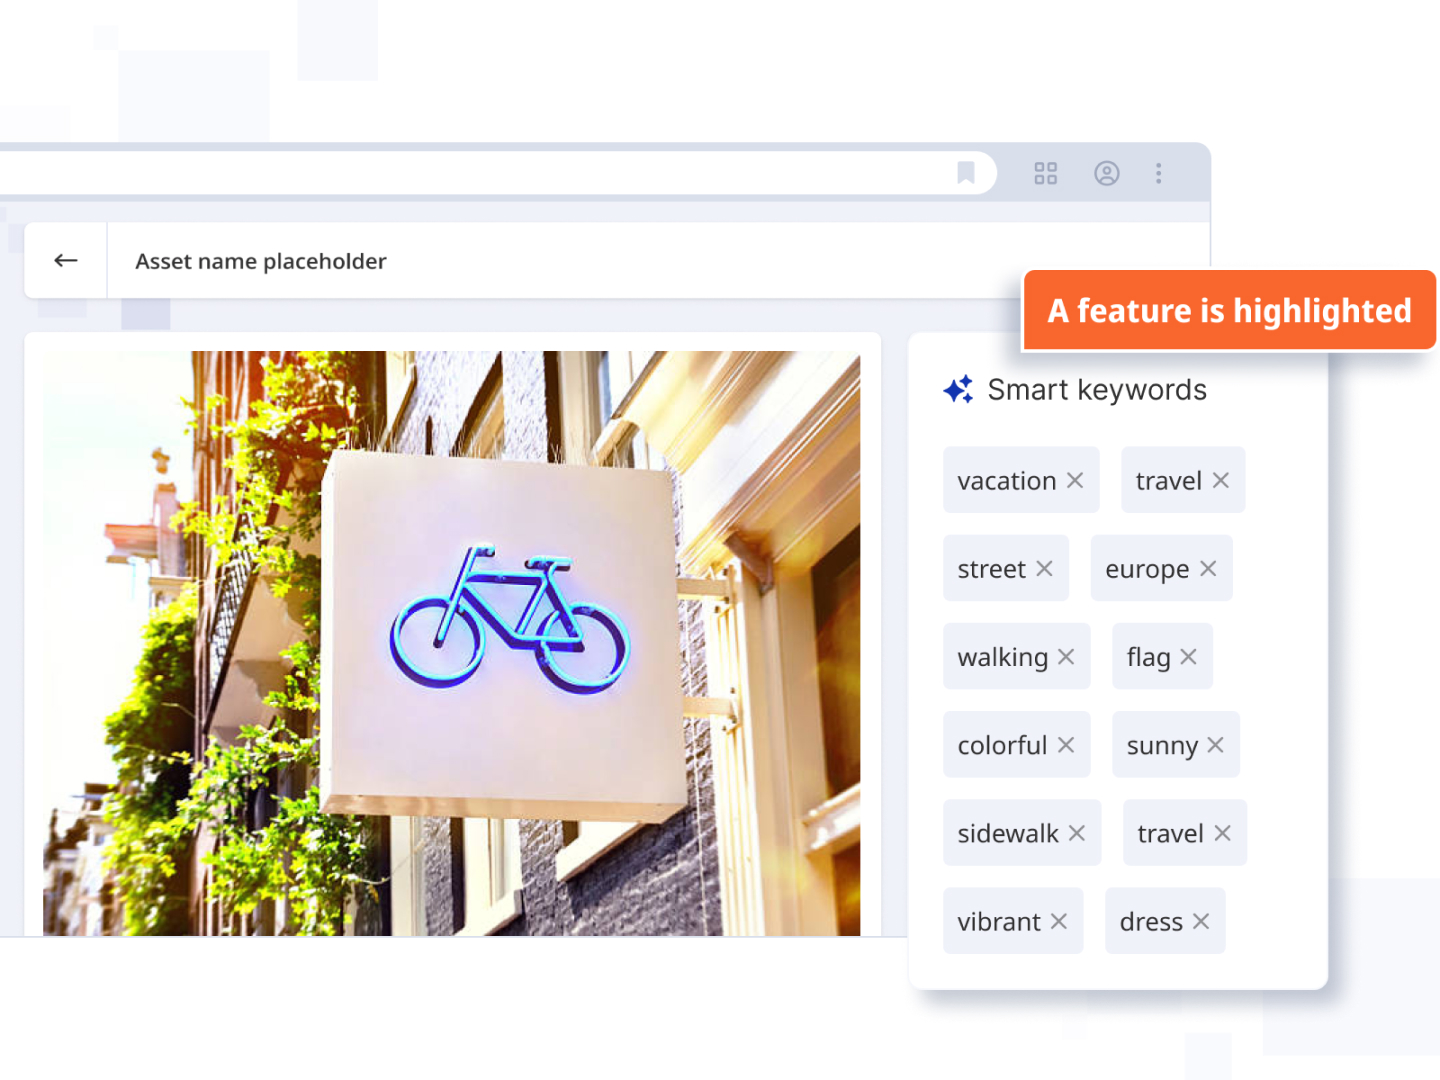 Asset name placeholder
A feature is highlighted
Smart keywords
vacation travel
street europe
walking flag
colorful sunny
sidewalk travel
vibrant dress